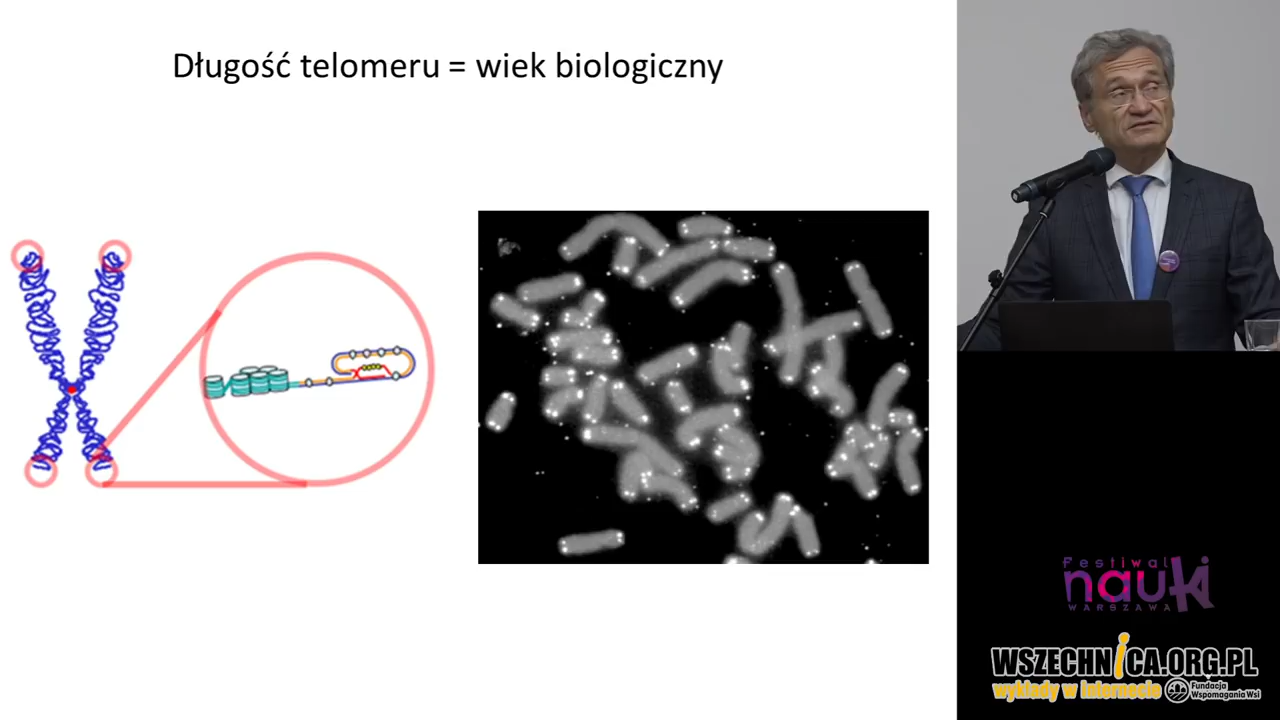 Długość telomeru = wiek biologiczny
Festiwal
nauki
WARSZAWA
WSZECHNICA.ORG.PL
wykłady w internecie
Fundacja
Wspomagania Wsi